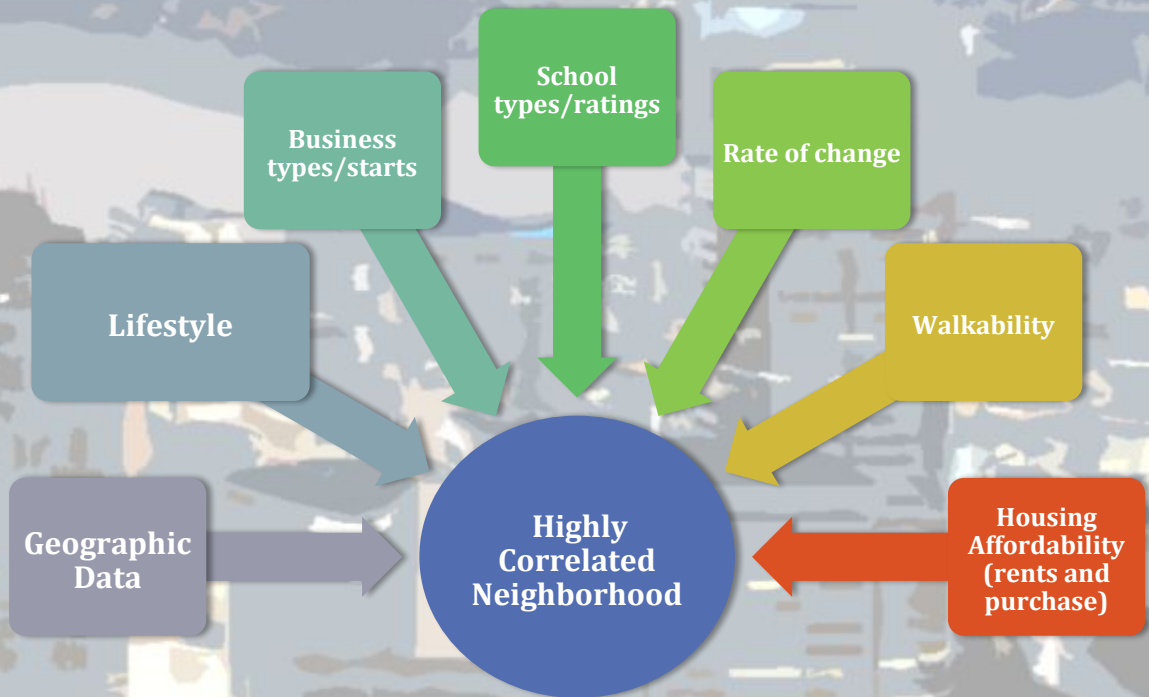 School
types/ratings
Business
types/starts
Rate of change
Lifestyle
Walkability
Geographic
Data
Highly
Correlated
Neighborhood
Housing
Affordability
(rents and
purchase)